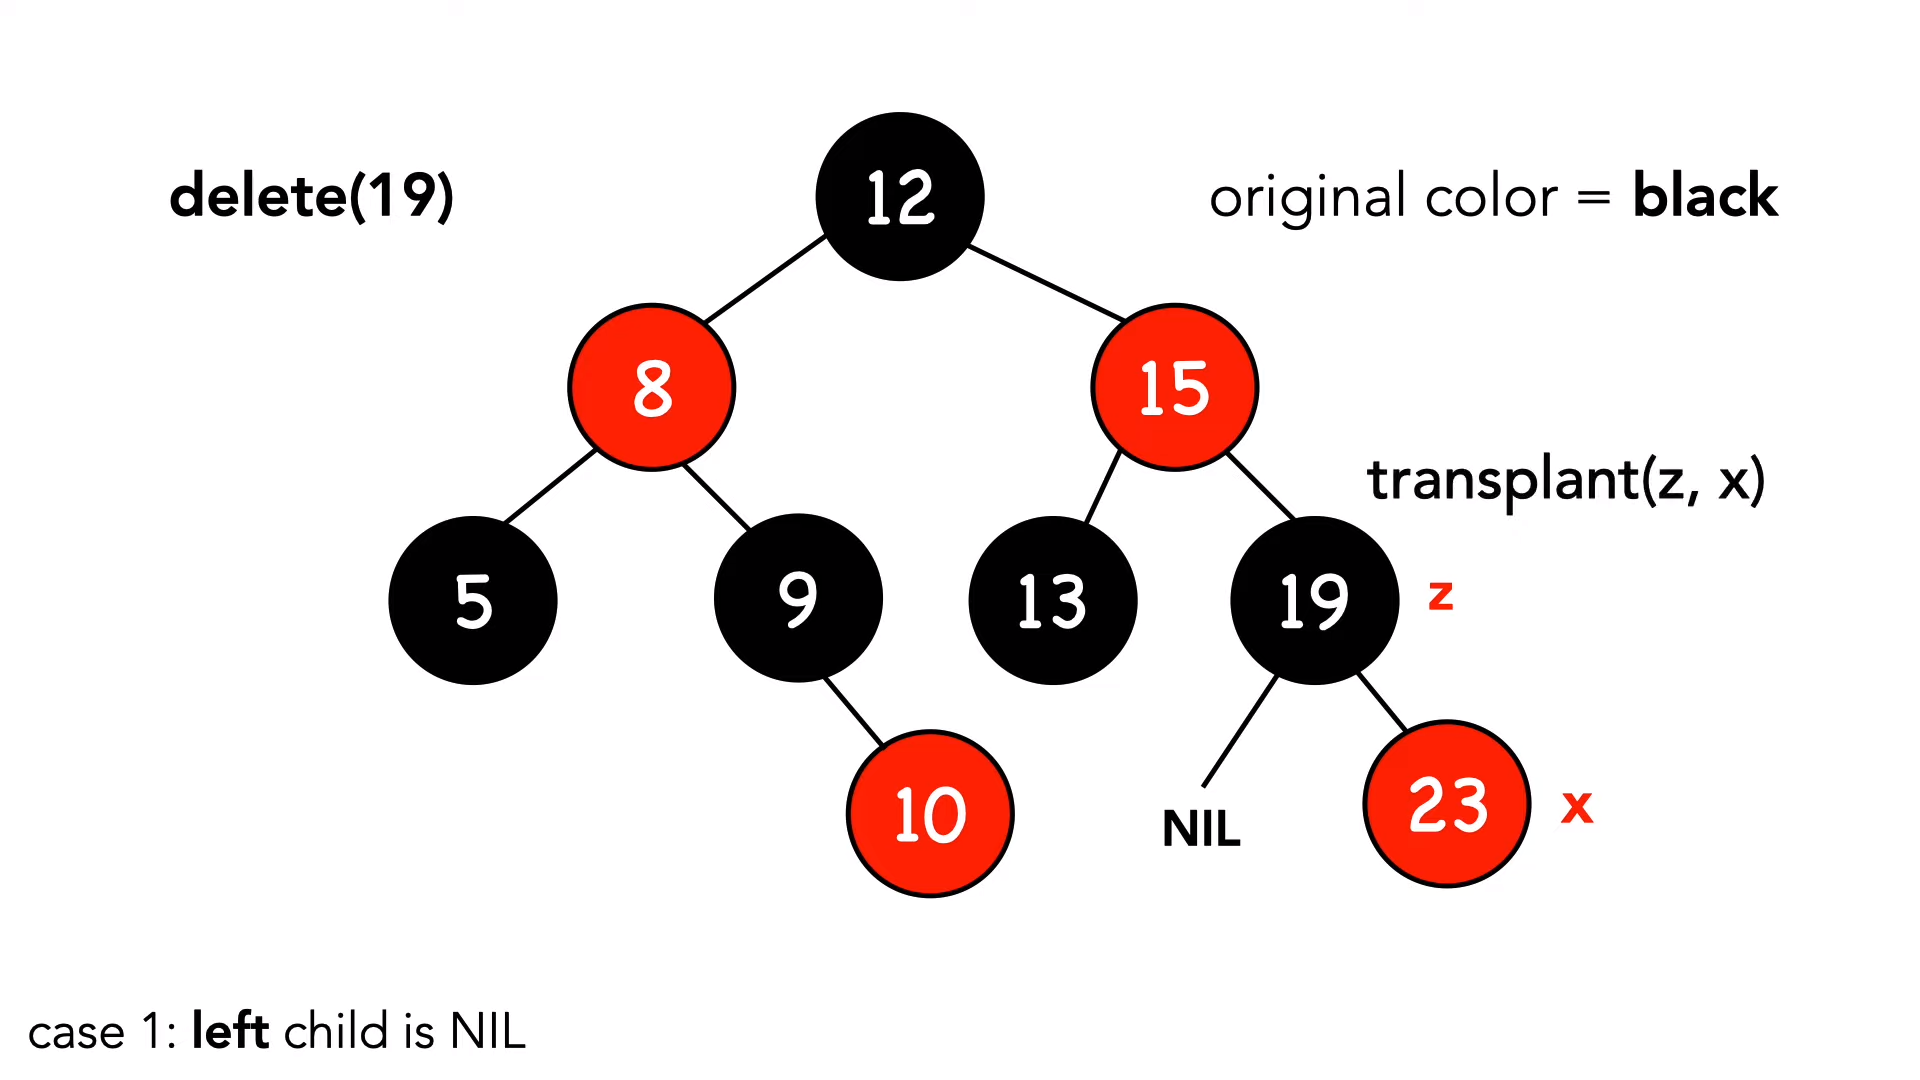 delete(19)
12
original color = black
8
15
transplant(z, x)
5
9
13
19
z
10
NIL
23
x
case 1: left child is NIL